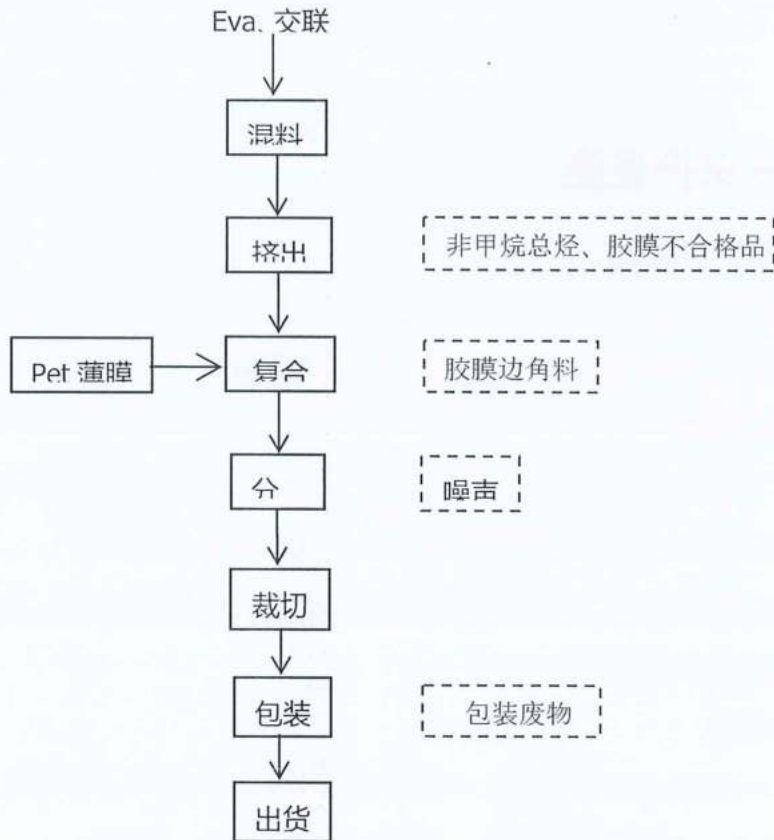 Eva、交联
混料
挤出
非甲烷总烃、胶膜不合格品
Pet 薄膜
复合
胶膜边角料
分
噪声
裁切
包装
包装废物
出货